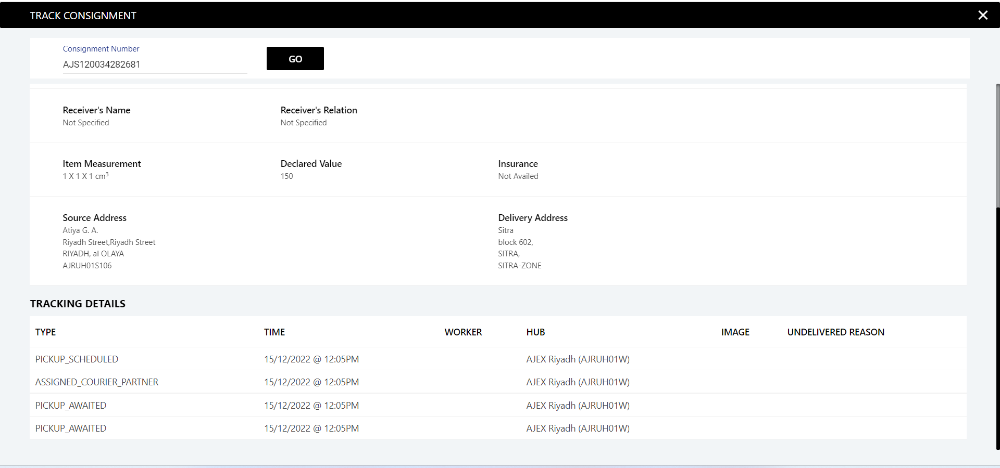 TRACK CONSIGNMENT
Consignment Number
AJS120034282681
GO
Receiver's Name
Not Specified
Receiver's Relation
Not Specified
Item Measurement
1 X 1 X 1 cm³
Declared Value
150
Insurance
Not Availed
Source Address
Atiya G. A.
Riyadh Street,Riyadh Street
RIYADH, al OLAYA
AJRUH01S106
Delivery Address
Sitra
block 602,
SITRA,
SITRA-ZONE
TRACKING DETAILS
TYPE TIME WORKER HUB IMAGE UNDELIVERED REASON
PICKUP_SCHEDULED 15/12/2022 @ 12:05PM AJEX Riyadh (AJRUH01W)
ASSIGNED_COURIER_PARTNER 15/12/2022 @ 12:05PM AJEX Riyadh (AJRUH01W)
PICKUP_AWAITED 15/12/2022 @ 12:05PM AJEX Riyadh (AJRUH01W)
PICKUP_AWAITED 15/12/2022 @ 12:05PM AJEX Riyadh (AJRUH01W)